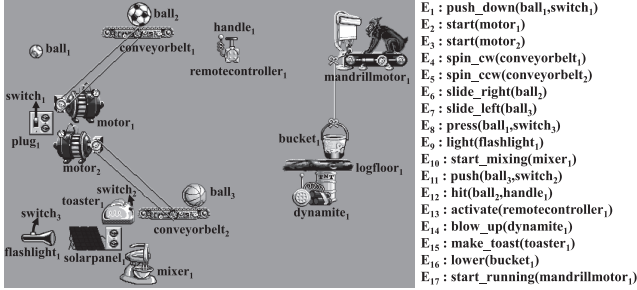 ball₂
handle₁
ball₁
conveyorbelt₁
remotecontroller₁
mandrillmotor₁
switch₁
motor₁
plug₁
bucket₁
motor₂
logfloor₁
TNT
switch₂
ball₃
toaster₁
dynamite₁
switch₃
conveyorbelt₂
flashlight₁
solarpanel₁
mixer₁
E₁ : push_down(ball₁,switch₁)
E₂ : start(motor₁)
E₃ : start(motor₂)
E₄ : spin_cw(conveyorbelt₁)
E₅ : spin_ccw(conveyorbelt₂)
E₆ : slide_right(ball₂)
E₇ : slide_left(ball₃)
E₈ : press(ball₁,switch₃)
E₉ : light(flashlight₁)
E₁₀ : start_mixing(mixer₁)
E₁₁ : push(ball₃,switch₂)
E₁₂ : hit(ball₂,handle₁)
E₁₃ : activate(remotecontroller₁)
E₁₄ : blow_up(dynamite₁)
E₁₅ : make_toast(toaster₁)
E₁₆ : lower(bucket₁)
E₁₇ : start_running(mandrillmotor₁)